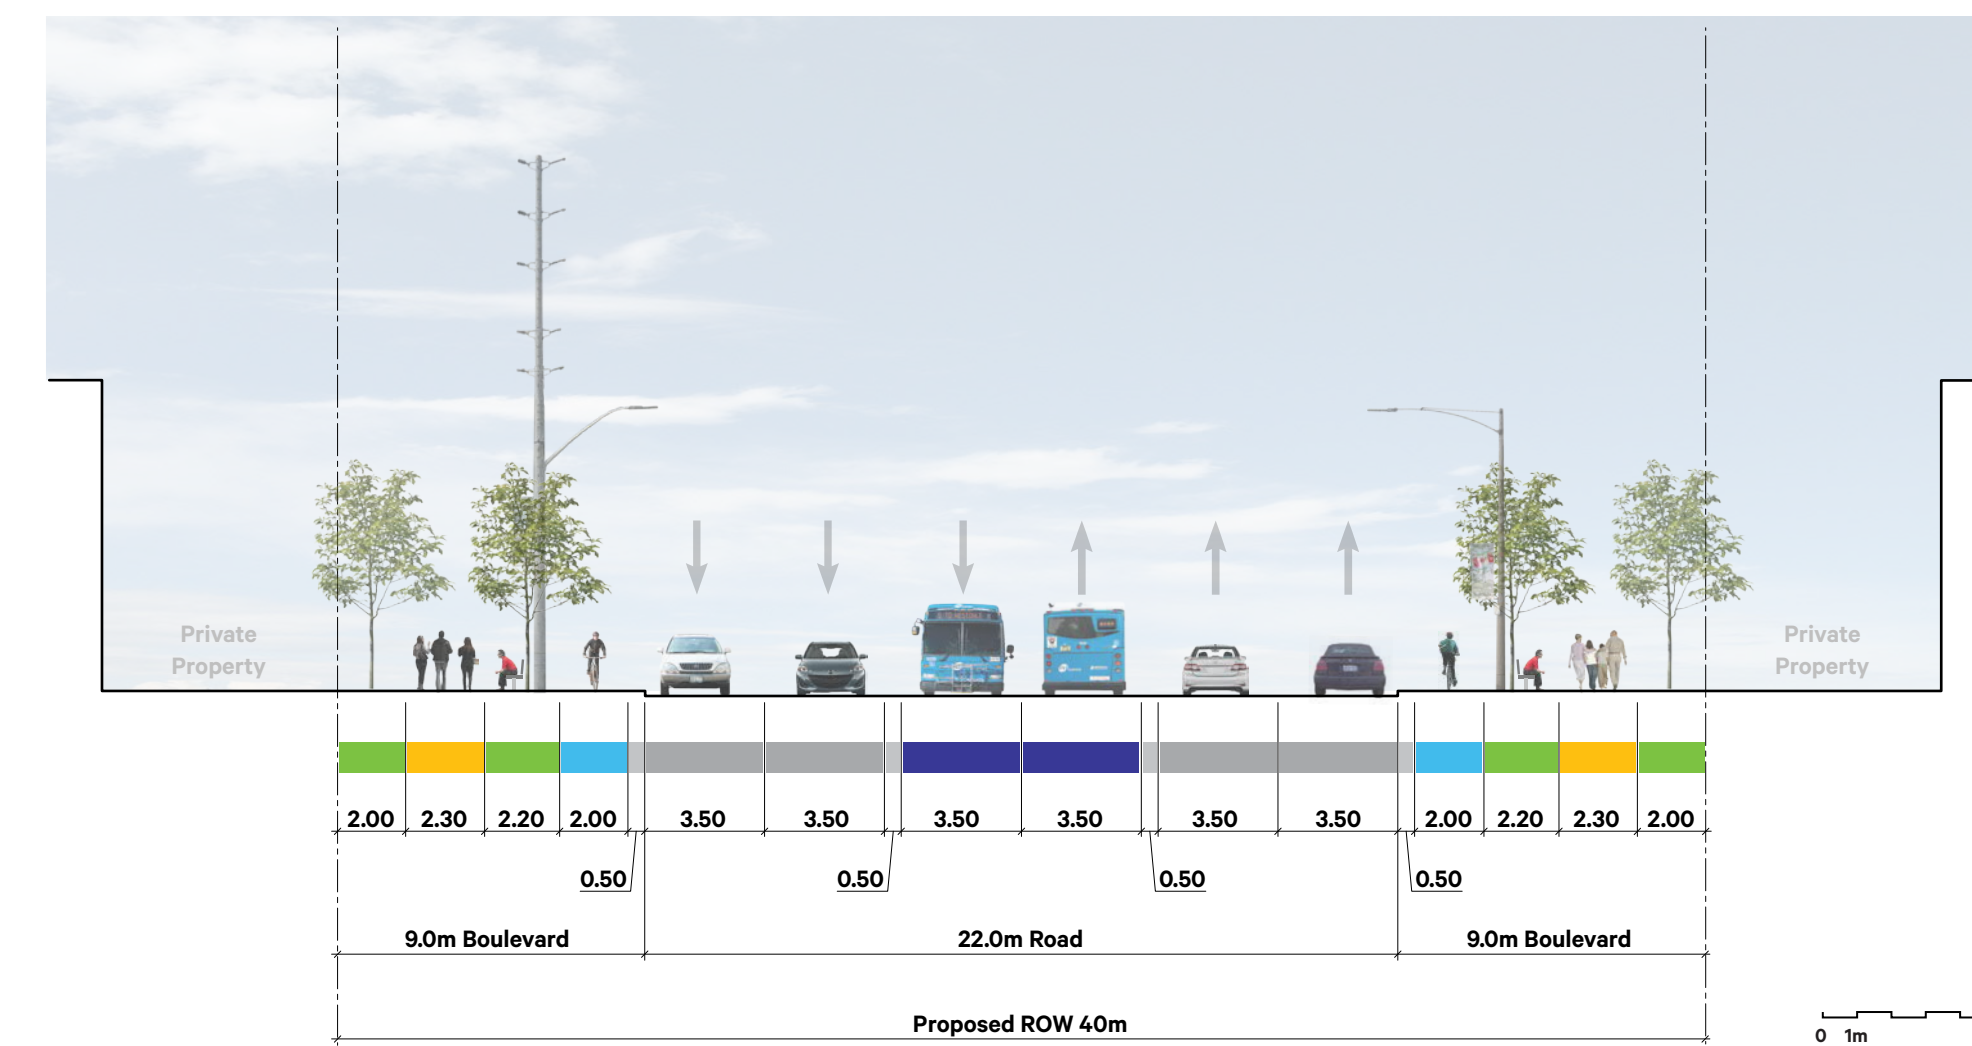 Private
Property
Private
Property
2.00 2.30 2.20 2.00 3.50 3.50 3.50 3.50 3.50 3.50 2.00 2.20 2.30 2.00
0.50 0.50 0.50 0.50
9.0m Boulevard 22.0m Road 9.0m Boulevard
Proposed ROW 40m
0 1m